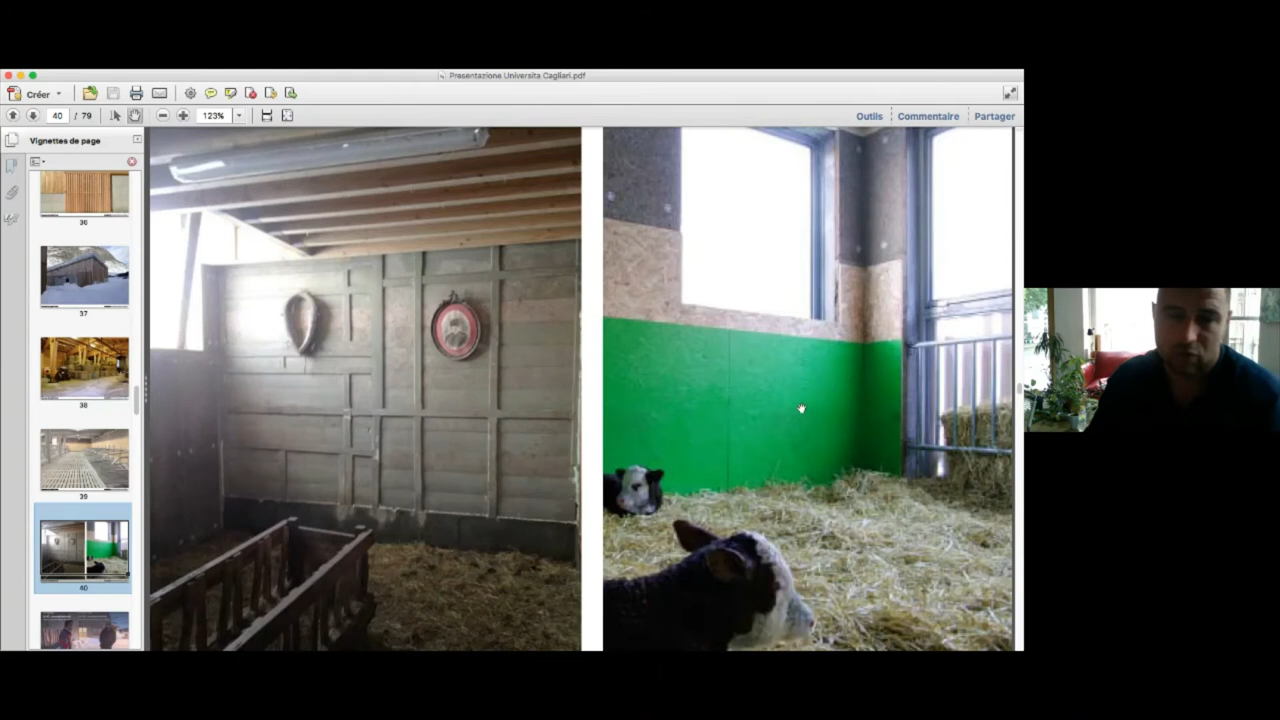 Presentazione Universita Cagliari.pdf
Créer
40 / 79
123%
Outils
Commentaire
Partager
Vignettes de page
36
37
38
39
40